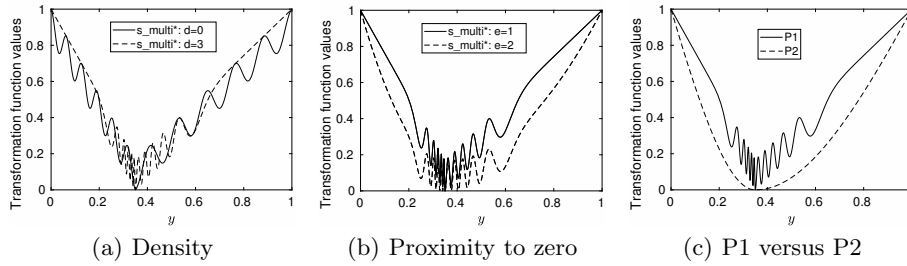 Transformation function values
1
0.8
0.6
0.4
0.2
0
s_multi*: d=0
s_multi*: d=3
0 0.2 0.4 0.6 0.8 1
y
(a) Density
Transformation function values
1
0.8
0.6
0.4
0.2
0
s_multi*: e=1
s_multi*: e=2
0 0.2 0.4 0.6 0.8 1
y
(b) Proximity to zero
Transformation function values
1
0.8
0.6
0.4
0.2
0
P1
P2
0 0.2 0.4 0.6 0.8 1
y
(c) P1 versus P2